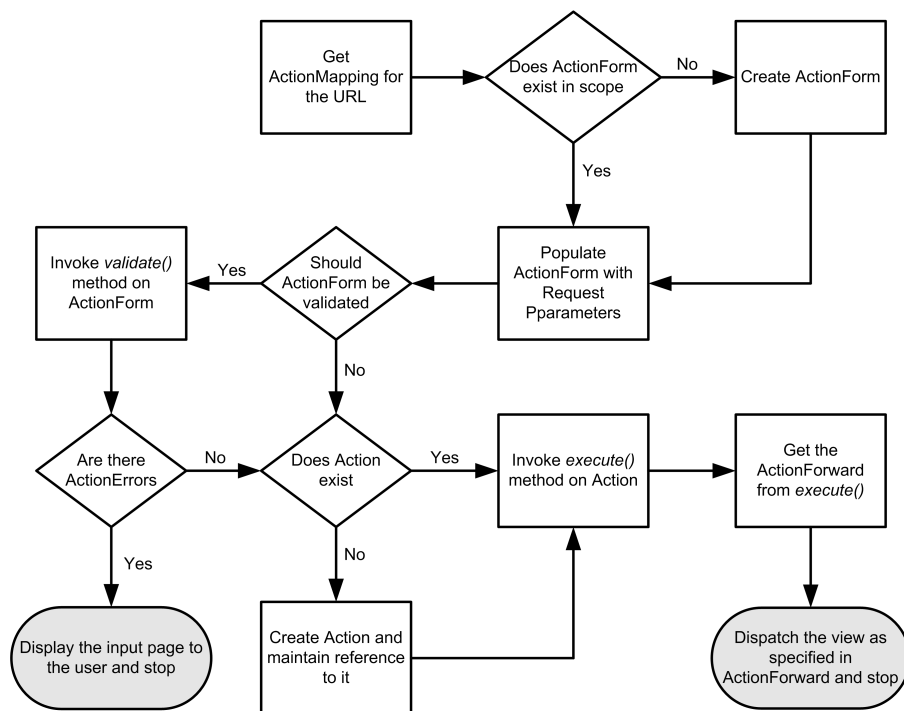 Get
ActionMapping for
the URL
Does ActionForm
exist in scope
No
Create ActionForm
Yes
Invoke validate()
method on
ActionForm
Yes
Should
ActionForm be
validated
Populate
ActionForm with
Request
Pparameters
No
Are there
ActionErrors
No
Does Action
exist
Yes
Invoke execute()
method on Action
Get the
ActionForward
from execute()
Yes
No
Display the input page to
the user and stop
Create Action and
maintain reference
to it
Dispatch the view as
specified in
ActionForward and stop